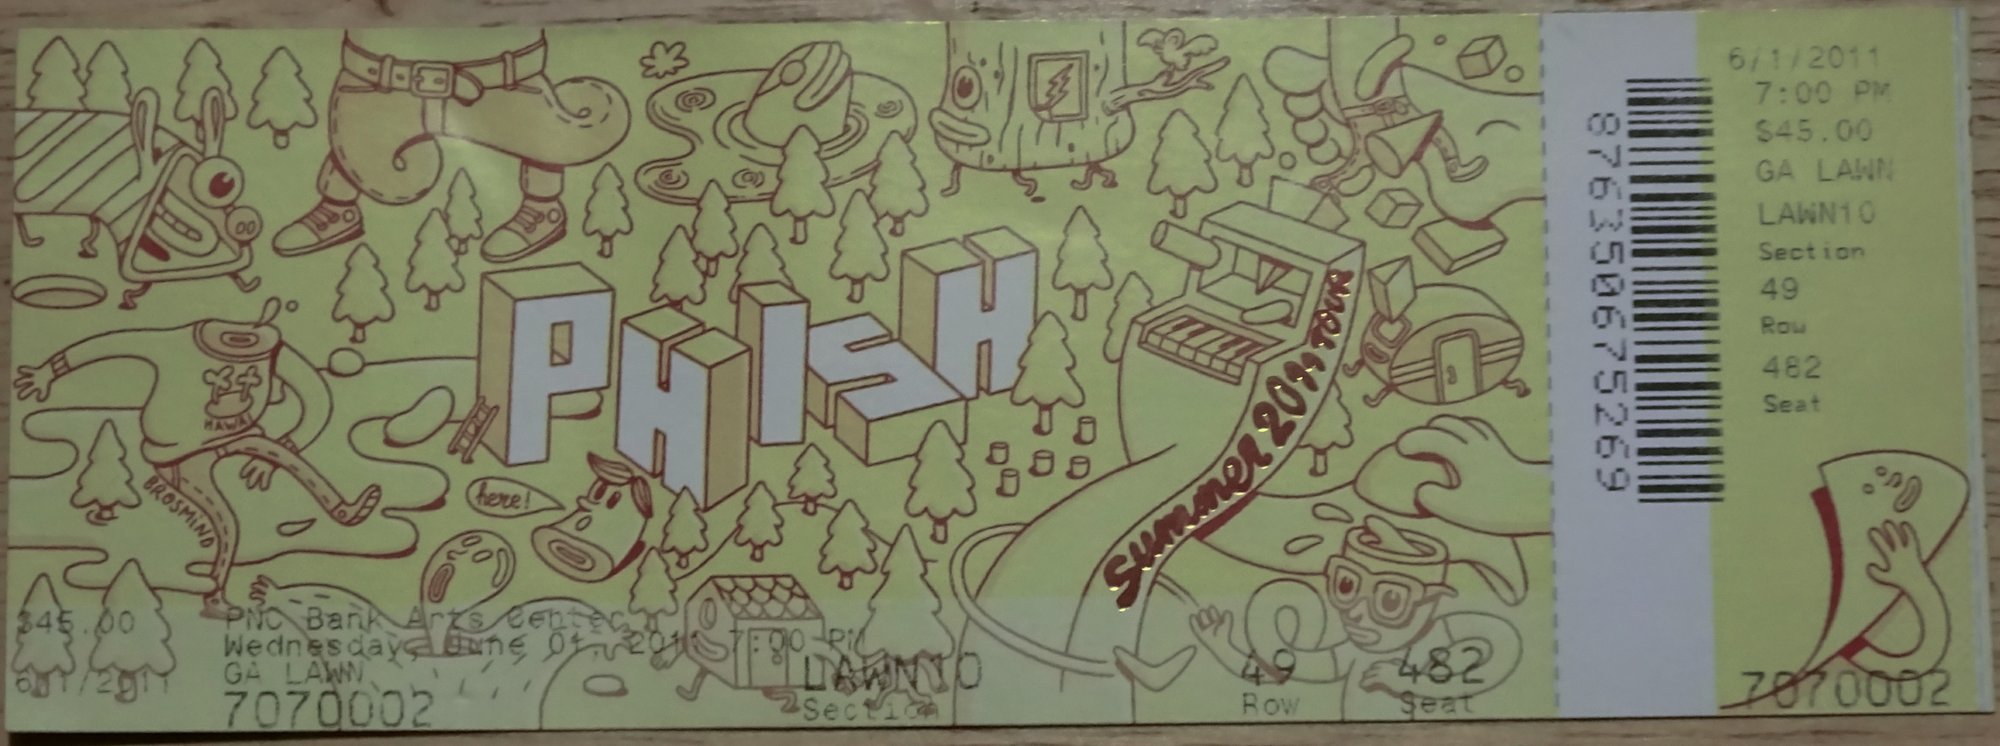 PHISH
Summer 2011 TOUR
HAWAI
BROSMIND
here!
$45.00
6/1/2011
PNC Bank Arts Center
Wednesday, June 01, 2011 7:00 PM
GA LAWN
7070002
LAWN10
Section
49
Row
482
Seat
876350675269
6/1/2011
7:00 PM
$45.00
GA LAWN
LAWN10
Section
49
Row
482
Seat
7070002